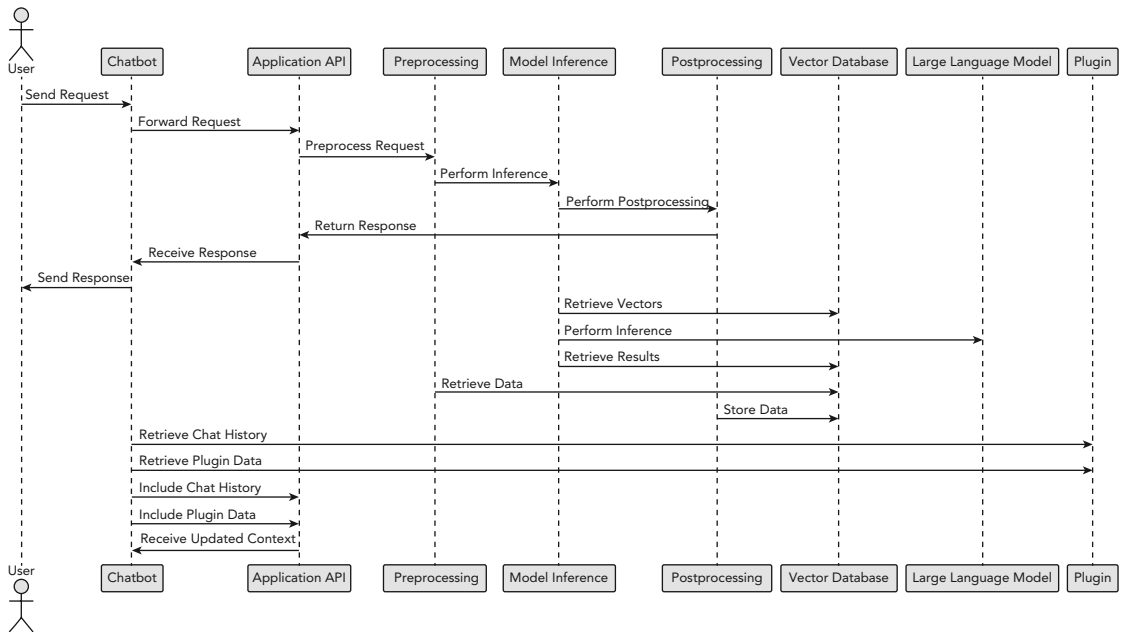 User
Chatbot
Application API
Preprocessing
Model Inference
Postprocessing
Vector Database
Large Language Model
Plugin
Send Request
Forward Request
Preprocess Request
Perform Inference
Perform Postprocessing
Return Response
Receive Response
Send Response
Retrieve Vectors
Perform Inference
Retrieve Results
Retrieve Data
Store Data
Retrieve Chat History
Retrieve Plugin Data
Include Chat History
Include Plugin Data
Receive Updated Context
User
Chatbot
Application API
Preprocessing
Model Inference
Postprocessing
Vector Database
Large Language Model
Plugin